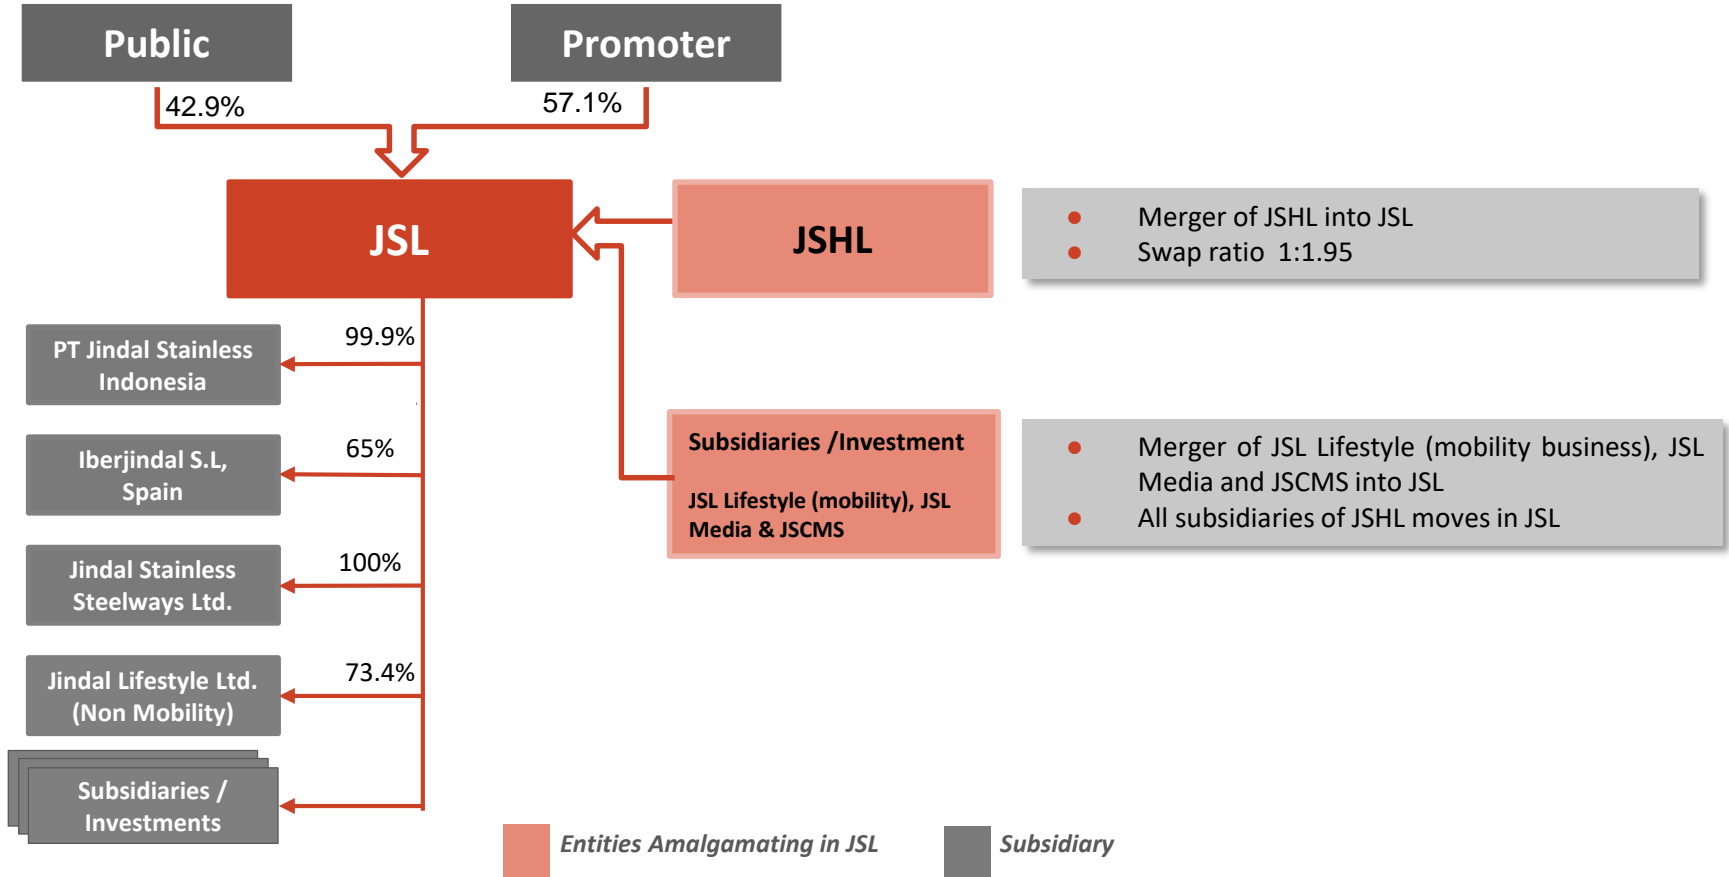 Public
Promoter
42.9%
57.1%
JSL
JSHL
● Merger of JSHL into JSL
● Swap ratio 1:1.95
99.9%
PT Jindal Stainless
Indonesia
65%
Iberjindal S.L,
Spain
Subsidiaries /Investment
JSL Lifestyle (mobility), JSL
Media & JSCMS
● Merger of JSL Lifestyle (mobility business), JSL
Media and JSCMS into JSL
● All subsidiaries of JSHL moves in JSL
100%
Jindal Stainless
Steelways Ltd.
73.4%
Jindal Lifestyle Ltd.
(Non Mobility)
Subsidiaries /
Investments
Entities Amalgamating in JSL
Subsidiary